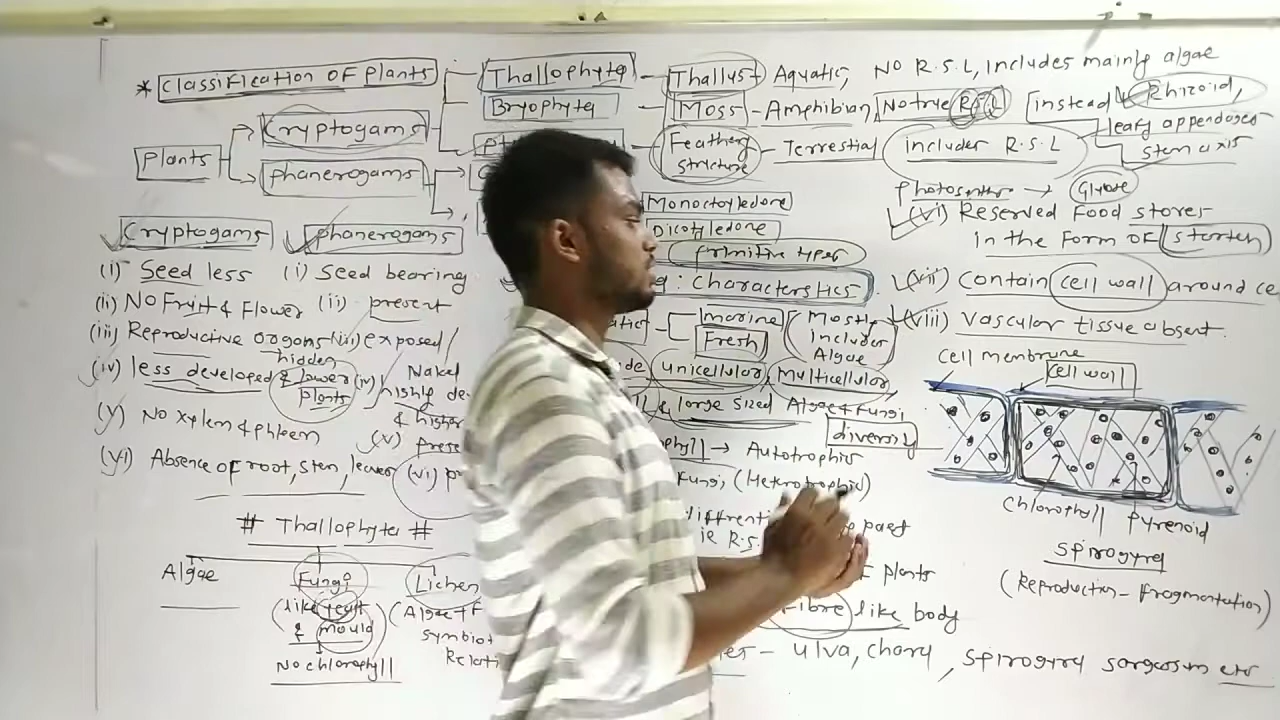 * Classification of Plants
Thallophyta - Thallus - Aquatic, NO R.S.L, includes mainly algae
Bryophyta - Moss - Amphibian, No true R S L instead Rhizoid,
leafy appendages
stem axis
Plants
Cryptogams
Phanerogams
Feathery structure - Terrestial includes R.S.L
Monoctoyledone
Dicotyledone
Primitive types
: Characterstics
marine
Fresh
Mostly
includes
Algae
Unicellular Multicellular
& large sized Algae & Fungi,
diversity
→ Autotrophic
Fungi, (Heterotrophic)
R.S.
plants
Fibre like body
- ulva, chara, spirogyra sargassum etc
→ Glucose
(vi) Reserved Food stores
in the form of (starch)
(vii) Contain cell wall around ce
(viii) Vascular tissue absent.
Cell membrane
Cell wall
Chlorophyll Pyrenoid
Spirogyra
(Reproduction - fragmentation)
Cryptogams Phanerogams
(i) Seed less (i) Seed bearing
(ii) NO Fruit & Flower (ii) present
(iii) Reproductive organs hidden (iii) exposed/
Naked
(iv) less developed & lower plants (iv) highly de
& higher
(v) No xylem & phloem (v) prese
(vi) Absence of root, stem, leaves (vi) p
# Thallophyta #
Algae Fungi Lichen
(like yeast (Algae + F
& mould) symbiot
No chlorophyll Relati